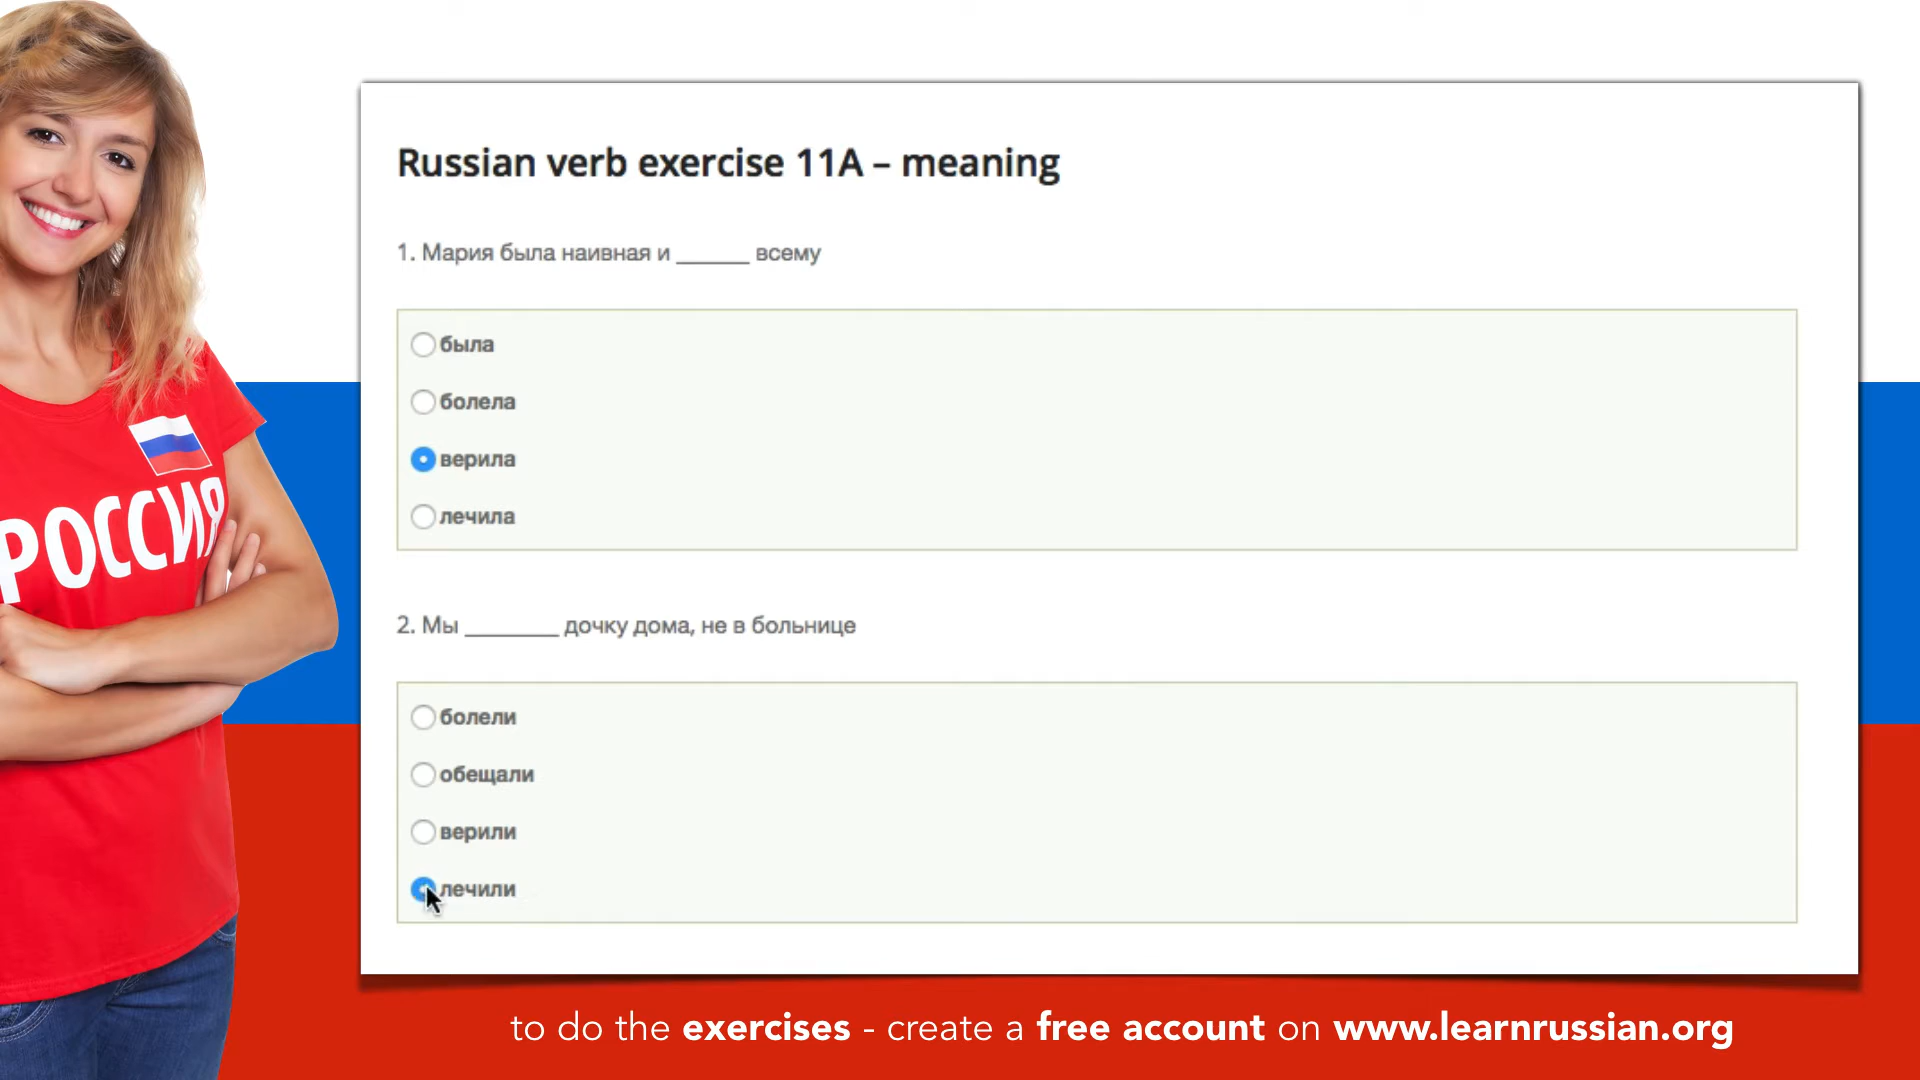 Russian verb exercise 11A – meaning
1. Мария была наивная и ______ всему
была
болела
верила
лечила
2. Мы ________ дочку дома, не в больнице
болели
обещали
верили
лечили
РОССИЯ
to do the exercises - create a free account on www.learnrussian.org